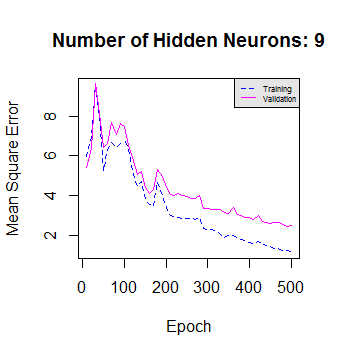 Number of Hidden Neurons: 9
Training
Validation
Mean Square Error
8
6
4
2
0 100 200 300 400 500
Epoch